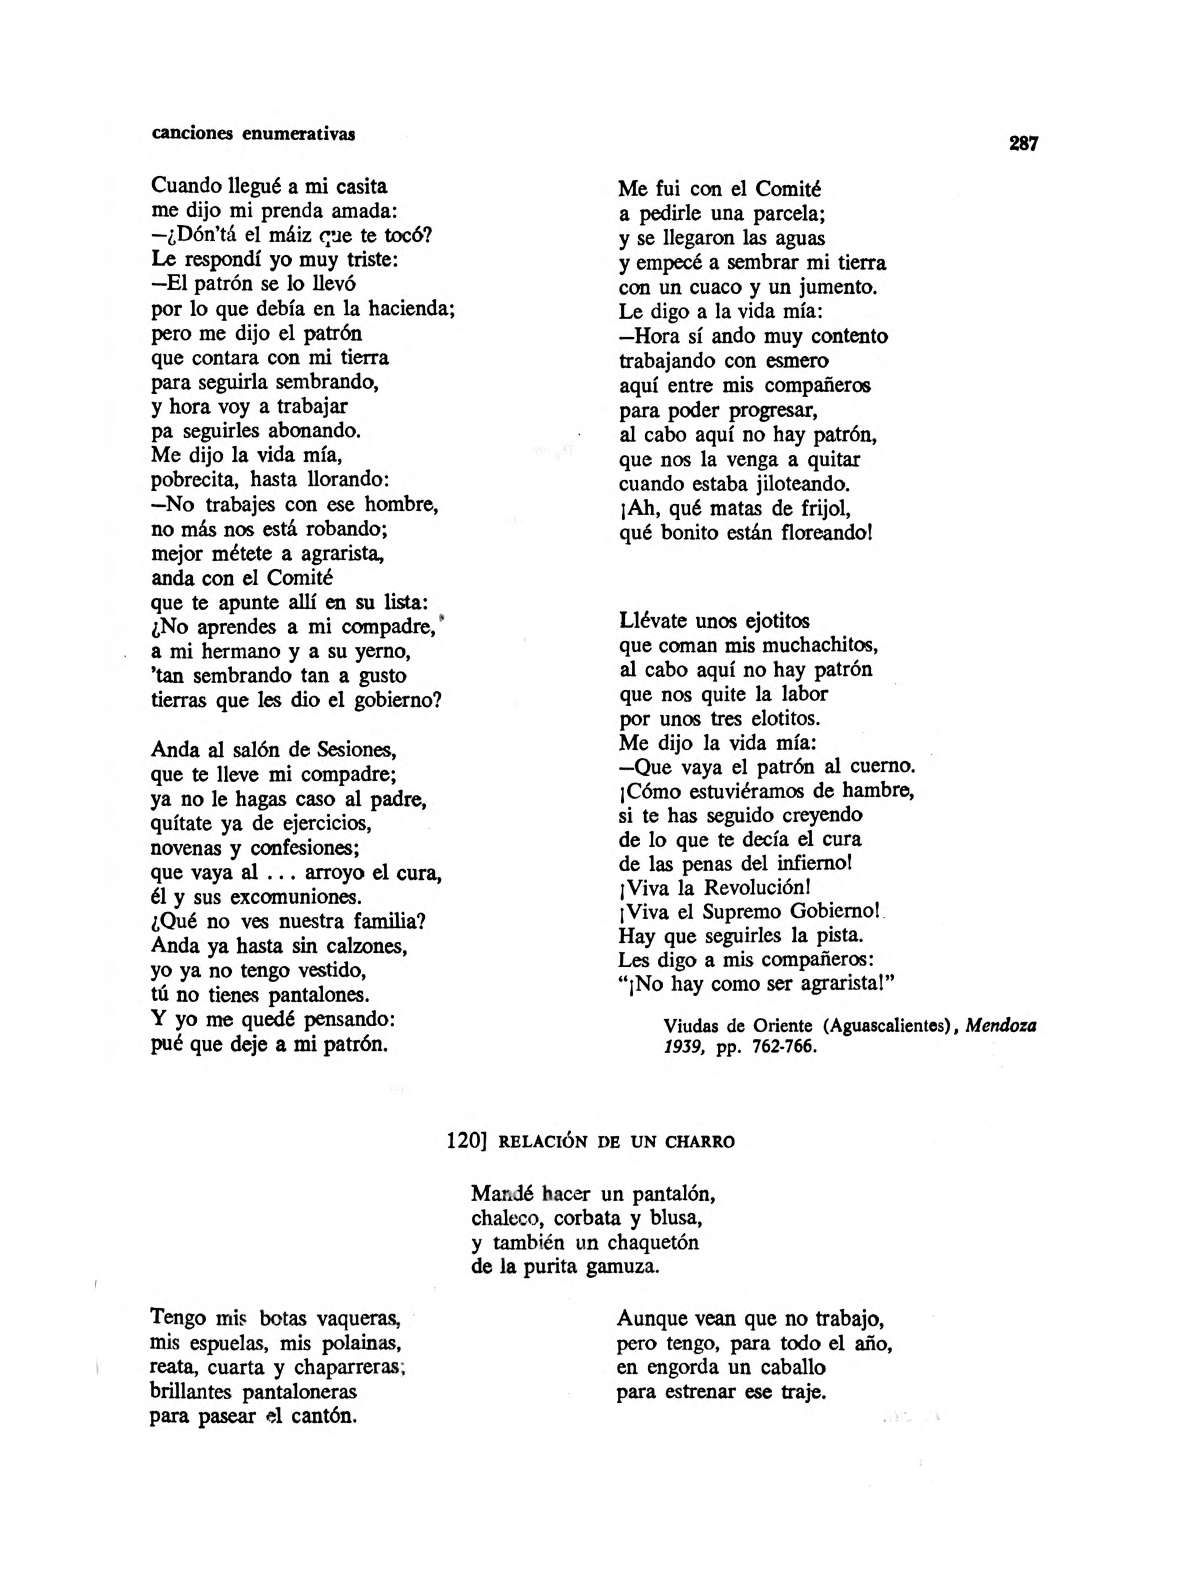 canciones enumerativas
287
Cuando llegué a mi casita
me dijo mi prenda amada:
—¿Dón'tá el máiz que te tocó?
Le respondí yo muy triste:
—El patrón se lo llevó
por lo que debía en la hacienda;
pero me dijo el patrón
que contara con mi tierra
para seguirla sembrando,
y hora voy a trabajar
pa seguirles abonando.
Me dijo la vida mía,
pobrecita, hasta llorando:
—No trabajes con ese hombre,
no más nos está robando;
mejor métete a agrarista,
anda con el Comité
que te apunte allí en su lista:
¿No aprendes a mi compadre,
a mi hermano y a su yerno,
'tan sembrando tan a gusto
tierras que les dio el gobierno?
Anda al salón de Sesiones,
que te lleve mi compadre;
ya no le hagas caso al padre,
quítate ya de ejercicios,
novenas y confesiones;
que vaya al ... arroyo el cura,
él y sus excomuniones.
¿Qué no ves nuestra familia?
Anda ya hasta sin calzones,
yo ya no tengo vestido,
tú no tienes pantalones.
Y yo me quedé pensando:
pué que deje a mi patrón.
Me fui con el Comité
a pedirle una parcela;
y se llegaron las aguas
y empecé a sembrar mi tierra
con un cuaco y un jumento.
Le digo a la vida mía:
—Hora sí ando muy contento
trabajando con esmero
aquí entre mis compañeros
para poder progresar,
al cabo aquí no hay patrón,
que nos la venga a quitar
cuando estaba jiloteando.
¡Ah, qué matas de frijol,
qué bonito están floreando!
Llévate unos ejotitos
que coman mis muchachitos,
al cabo aquí no hay patrón
que nos quite la labor
por unos tres elotitos.
Me dijo la vida mía:
—Que vaya el patrón al cuerno.
¡Cómo estuviéramos de hambre,
si te has seguido creyendo
de lo que te decía el cura
de las penas del infierno!
¡Viva la Revolución!
¡Viva el Supremo Gobierno!
Hay que seguirles la pista.
Les digo a mis compañeros:
“¡No hay como ser agrarista!”
Viudas de Oriente (Aguascalientes), Mendoza
1939, pp. 762-766.
120] RELACIÓN DE UN CHARRO
Mandé hacer un pantalón,
chaleco, corbata y blusa,
y también un chaquetón
de la purita gamuza.
Tengo mis botas vaqueras,
mis espuelas, mis polainas,
reata, cuarta y chaparreras;
brillantes pantaloneras
para pasear el cantón.
Aunque vean que no trabajo,
pero tengo, para todo el año,
en engorda un caballo
para estrenar ese traje.